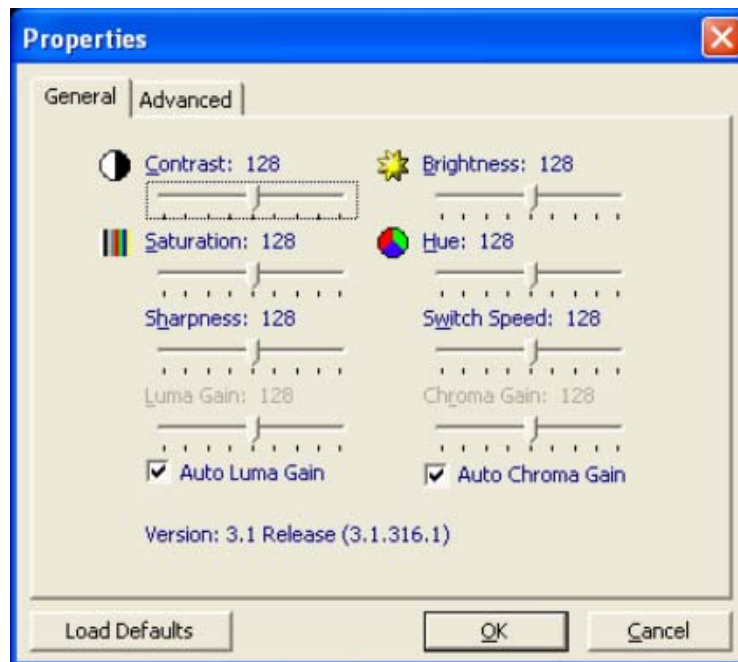 Properties
General Advanced
Contrast: 128 Brightness: 128
Saturation: 128 Hue: 128
Sharpness: 128 Switch Speed: 128
Luma Gain: 128 Chroma Gain: 128
Auto Luma Gain Auto Chroma Gain
Version: 3.1 Release (3.1.316.1)
Load Defaults OK Cancel